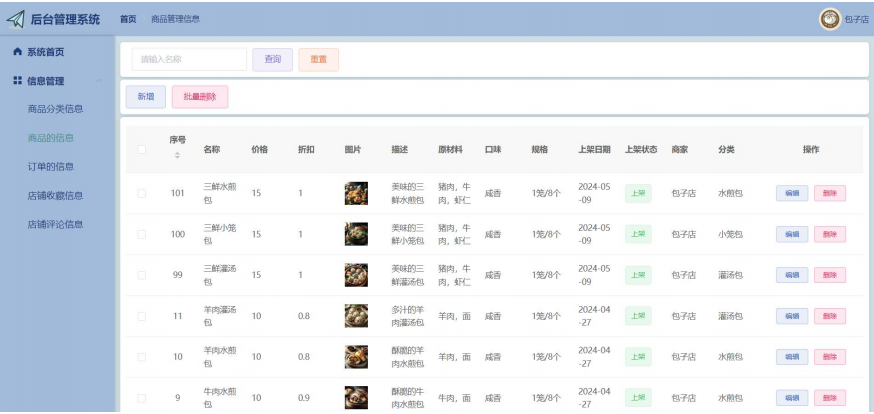 后台管理系统 首页 商品管理信息 包子店
系统首页
信息管理
商品分类信息
商品的信息
订单的信息
店铺收藏信息
店铺评论信息
请输入名称 查询 重置
新增 批量删除
序号 名称 价格 折扣 图片 描述 原材料 口味 规格 上架日期 上架状态 商家 分类 操作
101 三鲜水煎 15 1 美味的三 猪肉，牛 咸香 1笼/8个 2024-05 上架 包子店 水煎包 编辑 删除
包 鲜水煎包 肉，虾仁 -09
100 三鲜小笼 15 1 美味的三 猪肉，牛 咸香 1笼/8个 2024-05 上架 包子店 小笼包 编辑 删除
包 鲜小笼包 肉，虾仁 -09
99 三鲜灌汤 15 1 美味的三 猪肉，牛 咸香 1笼/8个 2024-05 上架 包子店 灌汤包 编辑 删除
包 鲜灌汤包 肉，虾仁 -09
11 羊肉灌汤 10 0.8 多汁的羊 羊肉，面 咸香 1笼/8个 2024-04 上架 包子店 灌汤包 编辑 删除
包 肉灌汤包 -27
10 羊肉水煎 10 0.8 酥脆的羊 羊肉，面 咸香 1笼/8个 2024-04 上架 包子店 水煎包 编辑 删除
包 肉水煎包 -27
9 牛肉水煎 10 0.9 酥脆的牛 牛肉，面 咸香 1笼/8个 2024-04 上架 包子店 水煎包 编辑 删除
包 肉水煎包 -27